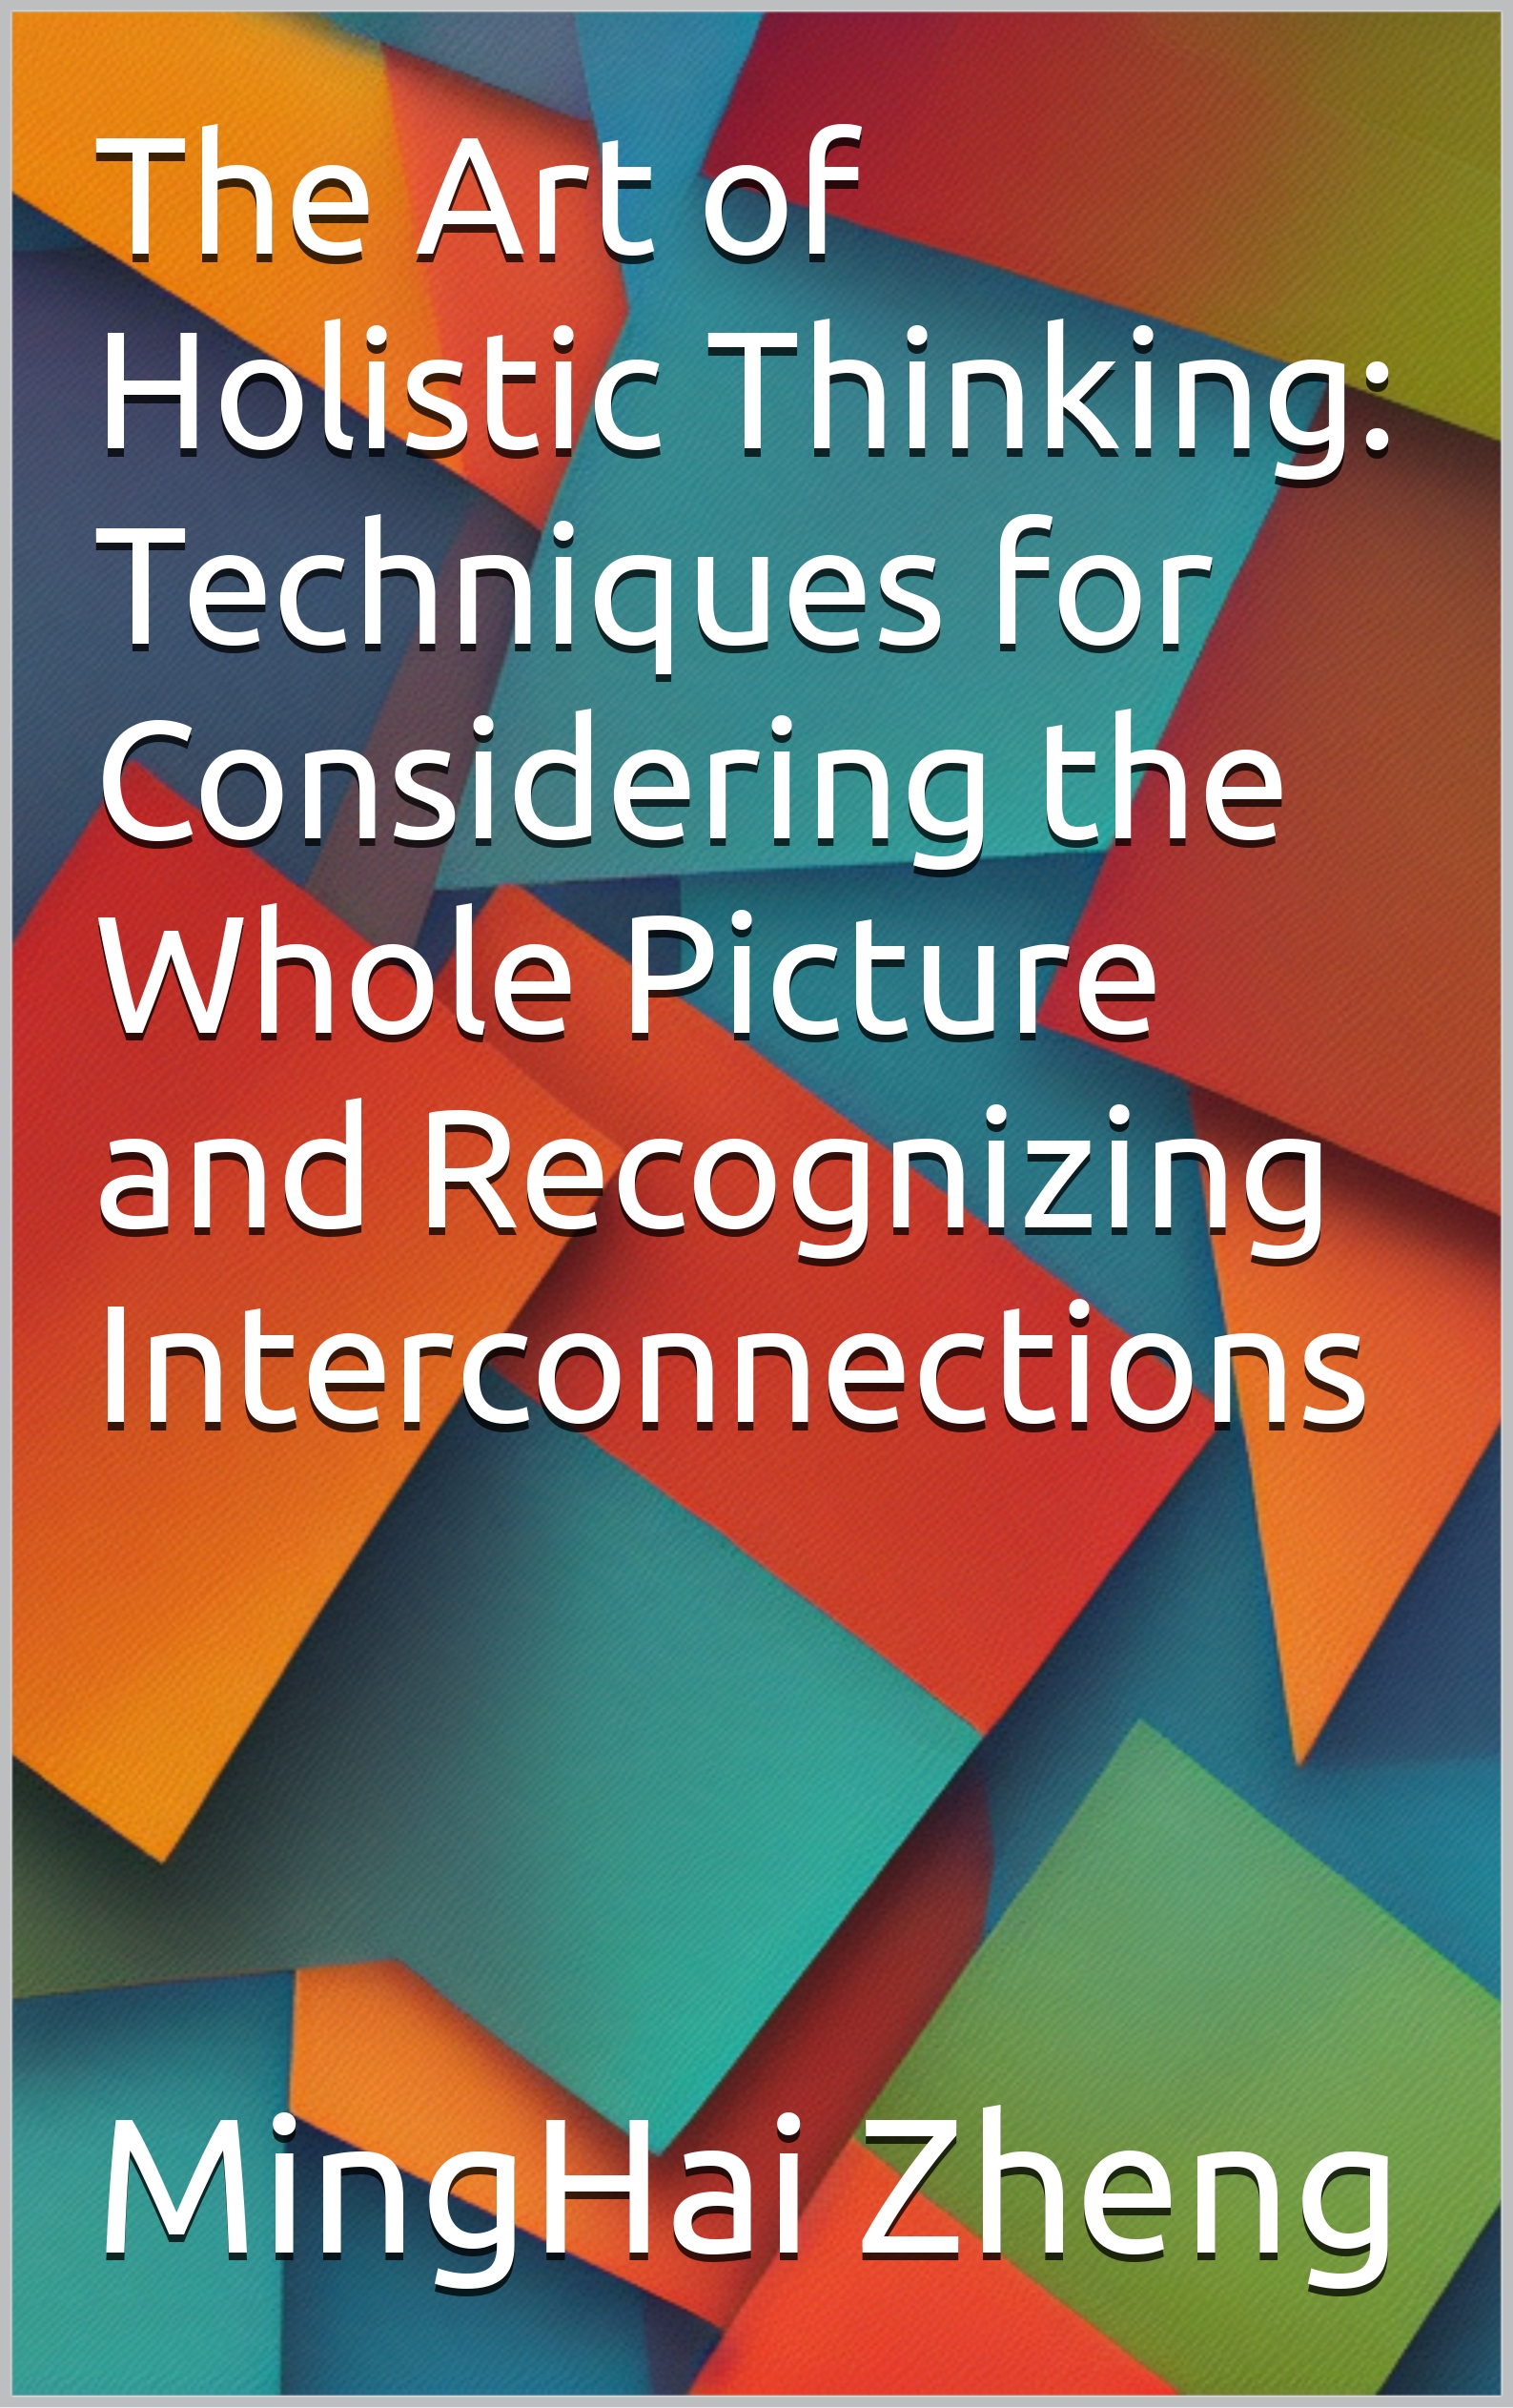 The Art of
Holistic Thinking:
Techniques for
Considering the
Whole Picture
and Recognizing
Interconnections
MingHai Zheng